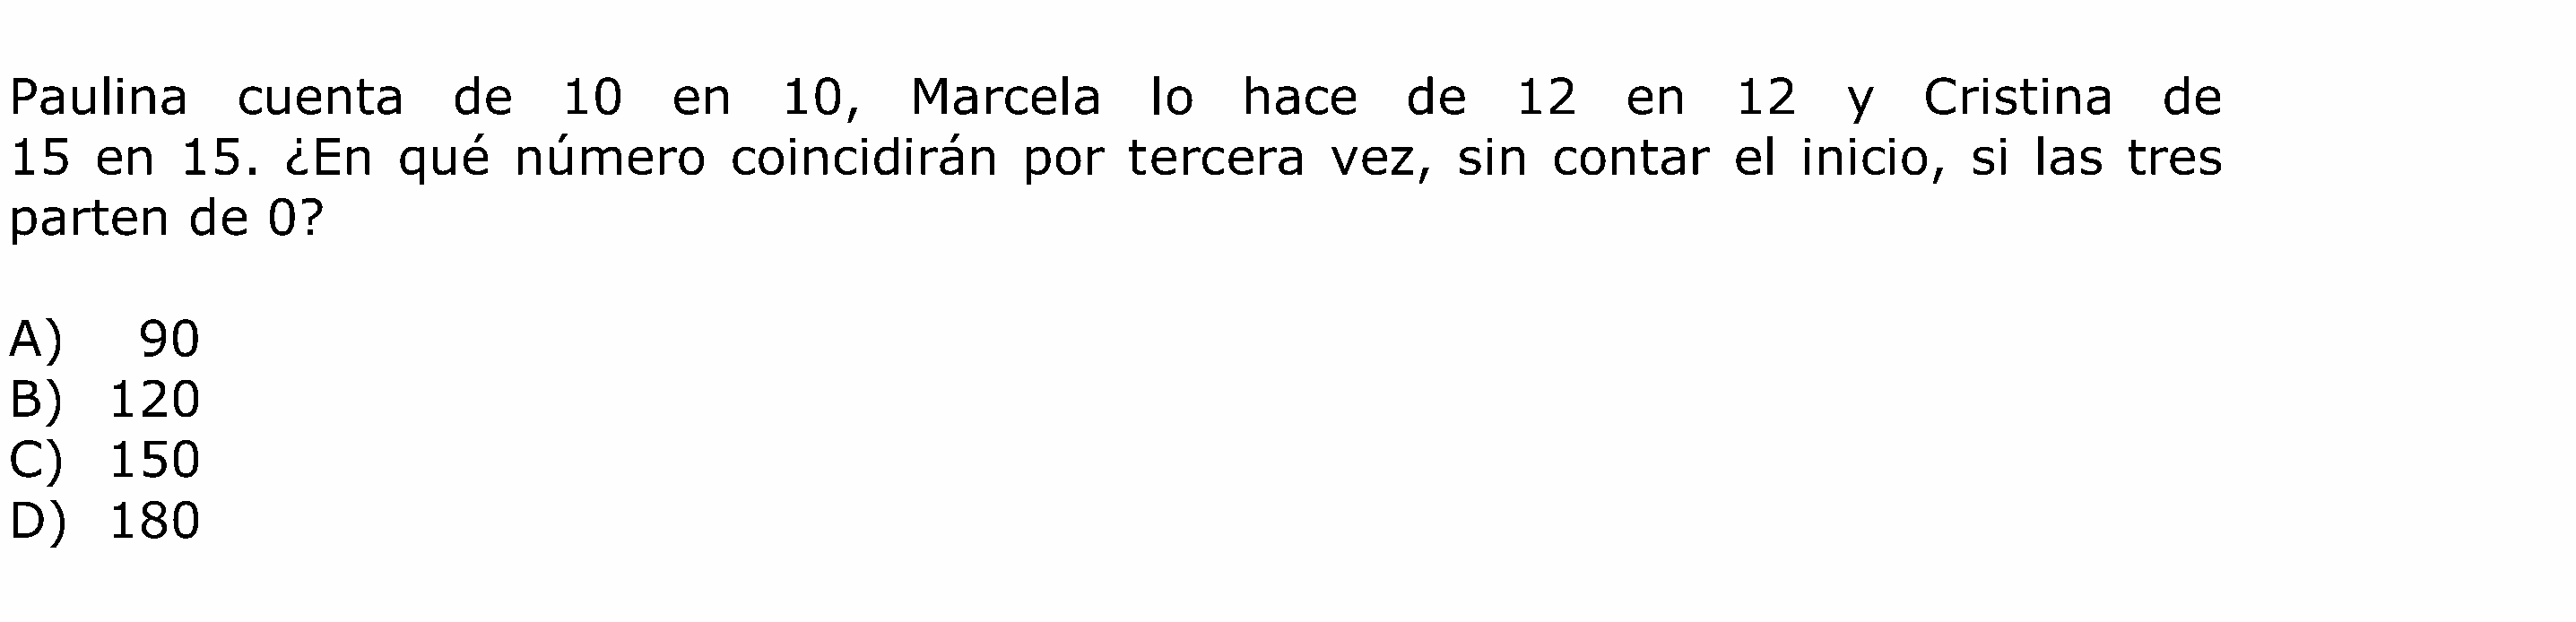 Paulina cuenta de 10 en 10, Marcela lo hace de 12 en 12 y Cristina de
15 en 15. ¿En qué número coincidirán por tercera vez, sin contar el inicio, si las tres
parten de 0?
A) 90
B) 120
C) 150
D) 180